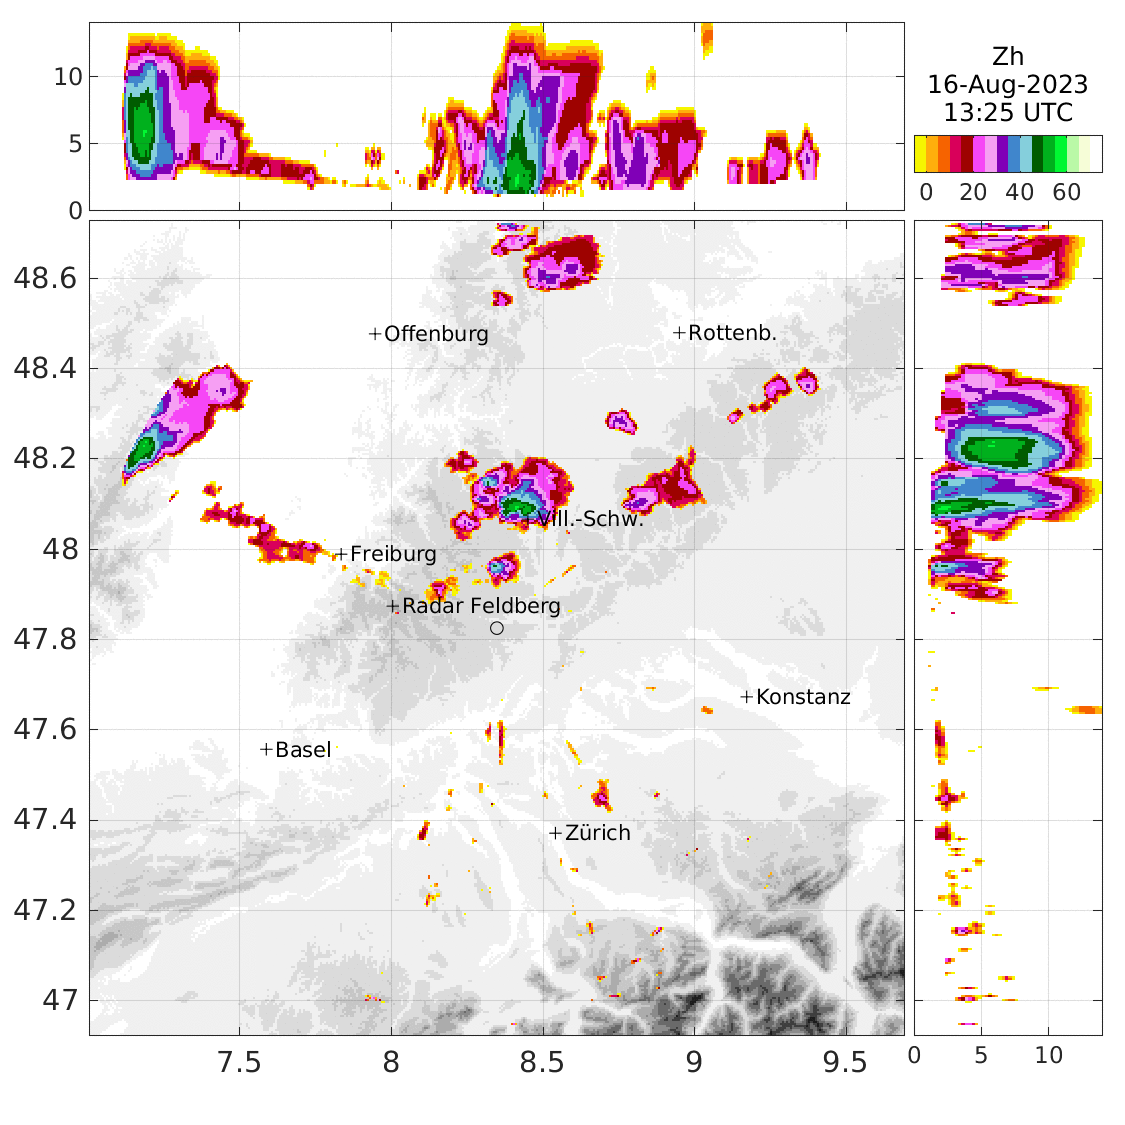 Zh
16-Aug-2023
13:25 UTC
0 20 40 60
10
5
0
48.6
48.4
48.2
48
47.8
47.6
47.4
47.2
47
+Offenburg
+Rottenb.
+Vill.-Schw.
+Freiburg
+Radar Feldberg
+Konstanz
+Basel
+Zürich
7.5 8 8.5 9 9.5
0 5 10